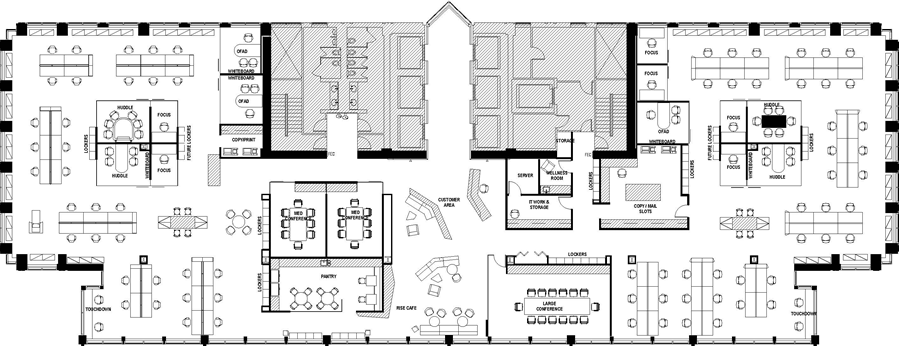 OFAD
WHITEBOARD
WHITEBOARD
OFAD
COPY/PRINT
HUDDLE
FOCUS
LOCKERS
FUTURE LOCKERS
WHITEBOARD
HUDDLE
FOCUS
LOCKERS
MED
CONFERENCE
MED
CONFERENCE
LOCKERS
PANTRY
RISE CAFE
CUSTOMER
AREA
TOUCHDOWN
STORAGE
SERVER
WELLNESS
ROOM
IT WORK &
STORAGE
LOCKERS
LOCKERS
COPY / MAIL
SLOTS
LOCKERS
LOCKERS
LARGE
CONFERENCE
FOCUS
FOCUS
OFAD
WHITEBOARD
FUTURE LOCKERS
FOCUS
HUDDLE
LOCKERS
FOCUS
WHITEBOARD
HUDDLE
TOUCHDOWN